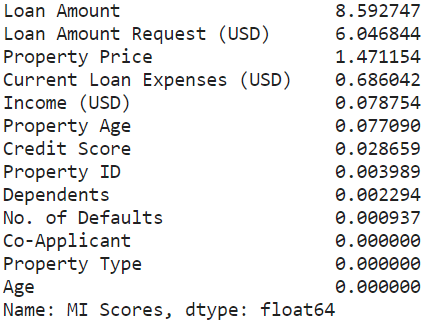 Loan Amount 8.592747
Loan Amount Request (USD) 6.046844
Property Price 1.471154
Current Loan Expenses (USD) 0.686042
Income (USD) 0.078754
Property Age 0.077090
Credit Score 0.028659
Property ID 0.003989
Dependents 0.002294
No. of Defaults 0.000937
Co-Applicant 0.000000
Property Type 0.000000
Age 0.000000
Name: MI Scores, dtype: float64